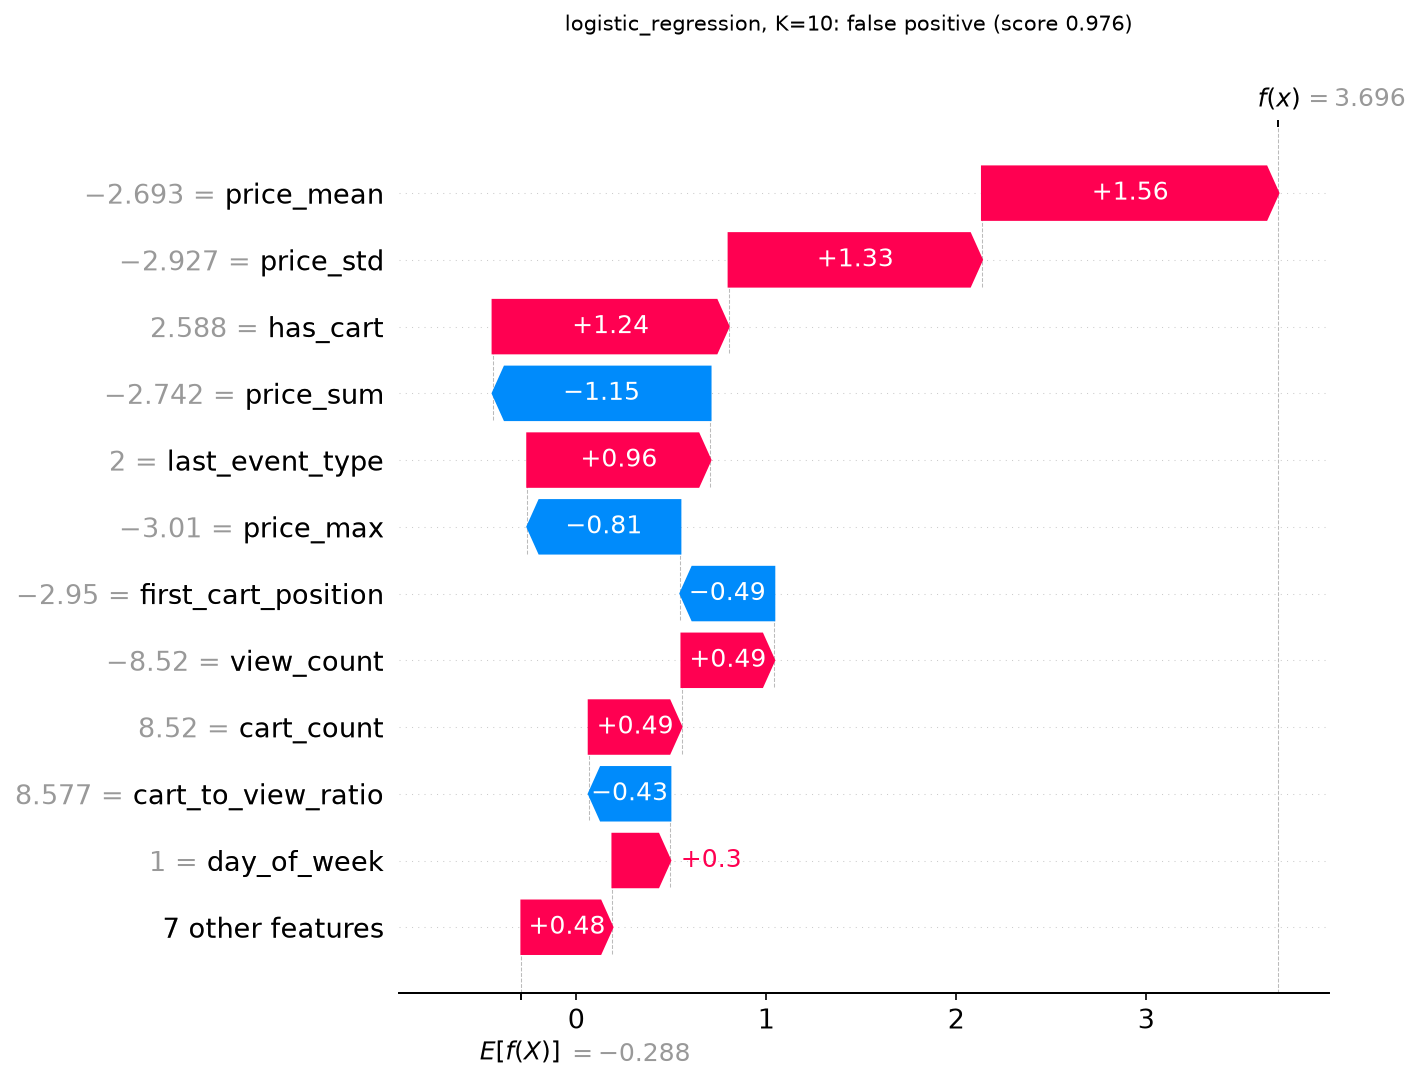 logistic_regression, K=10: false positive (score 0.976)
f(x) = 3.696
−2.693 = price_mean +1.56
−2.927 = price_std +1.33
2.588 = has_cart +1.24
−2.742 = price_sum −1.15
2 = last_event_type +0.96
−3.01 = price_max −0.81
−2.95 = first_cart_position −0.49
−8.52 = view_count +0.49
8.52 = cart_count +0.49
8.577 = cart_to_view_ratio −0.43
1 = day_of_week +0.3
7 other features +0.48
0 1 2 3
E[f(X)] = −0.288